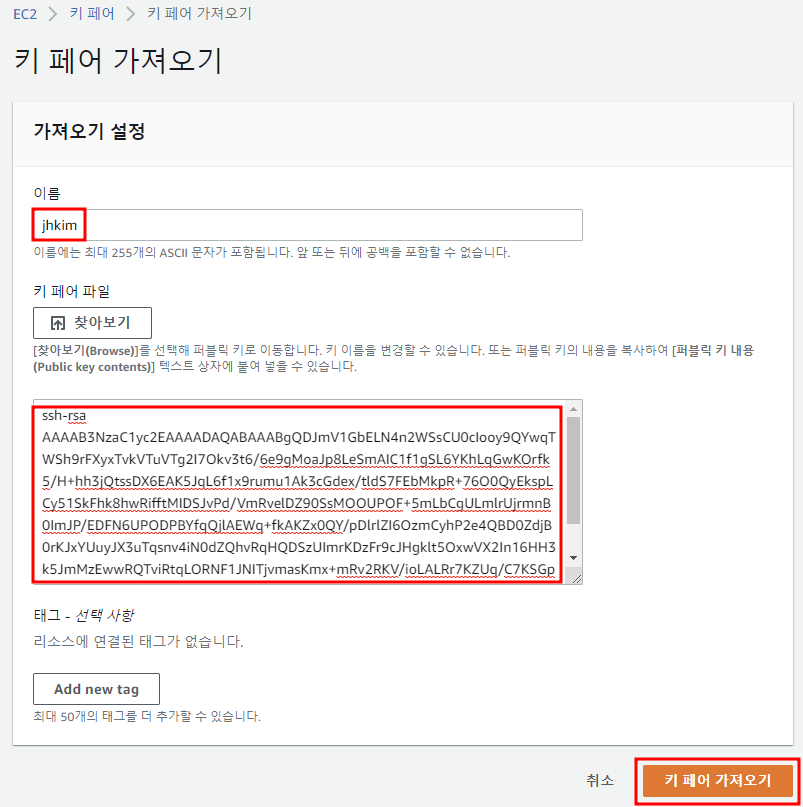 EC2 > 키 페어 > 키 페어 가져오기
키 페어 가져오기
가져오기 설정
이름
jhkim
이름에는 최대 255개의 ASCII 문자가 포함됩니다. 앞 또는 뒤에 공백을 포함할 수 없습니다.
키 페어 파일
찾아보기
[찾아보기(Browse)]를 선택해 퍼블릭 키로 이동합니다. 키 이름을 변경할 수 있습니다. 또는 퍼블릭 키의 내용을 복사하여 [퍼블릭 키 내용
(Public key contents)] 텍스트 상자에 붙여 넣을 수 있습니다.
ssh-rsa
AAAAB3NzaC1yc2EAAAADAQABAAABgQDJmV1GbELN4n2WSsCU0cIooy9QYwqT
WSh9rFXyxTvkVTuVTg2I7Okv3t6/6e9gMoaJp8LeSmAIC1f1gSL6YKhLqGwKOrfk
5/H+hh3jQtssDX6EAK5JqL6f1x9rumu1Ak3cGdex/tldS7FEbMkpR+76O0QyEkspL
Cy51SkFhk8hwRifftMIDSJvPd/VmRvelDZ90SsMOOUPOF+5mLbCgULmlrUjrmnB
0ImJP/EDFN6UPODPBYfqQjlAEWq+fkAKZx0QY/pDlrlZI6OzmCyhP2e4QBD0ZdjB
0rKJxYUuyJX3uTqsnv4iN0dZQhvRqHQDSzUImrKDzFr9cJHgklt5OxwVX2In16HH3
k5JmMzEwwRQTviRtqLORNF1JNITjvmasKmx+mRv2RKV/ioLALRr7KZUq/C7KSGp
태그 - 선택 사항
리소스에 연결된 태그가 없습니다.
Add new tag
최대 50개의 태그를 더 추가할 수 있습니다.
취소
키 페어 가져오기